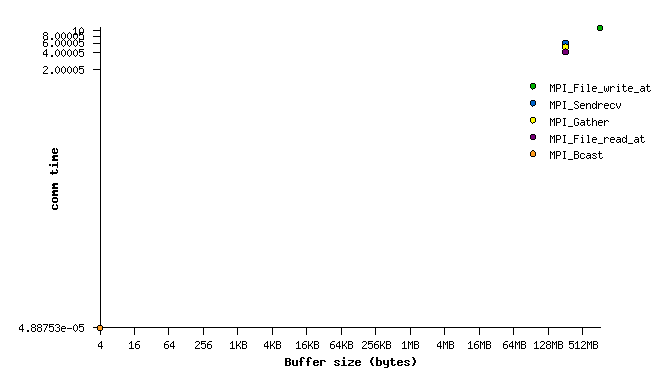 10
8.00005
6.00005
4.00005
2.00005
MPI_File_write_at
MPI_Sendrecv
MPI_Gather
MPI_File_read_at
MPI_Bcast
comm time
4.88753e-05
4 16 64 256 1KB 4KB 16KB 64KB 256KB 1MB 4MB 16MB 64MB 128MB 512MB
Buffer size (bytes)